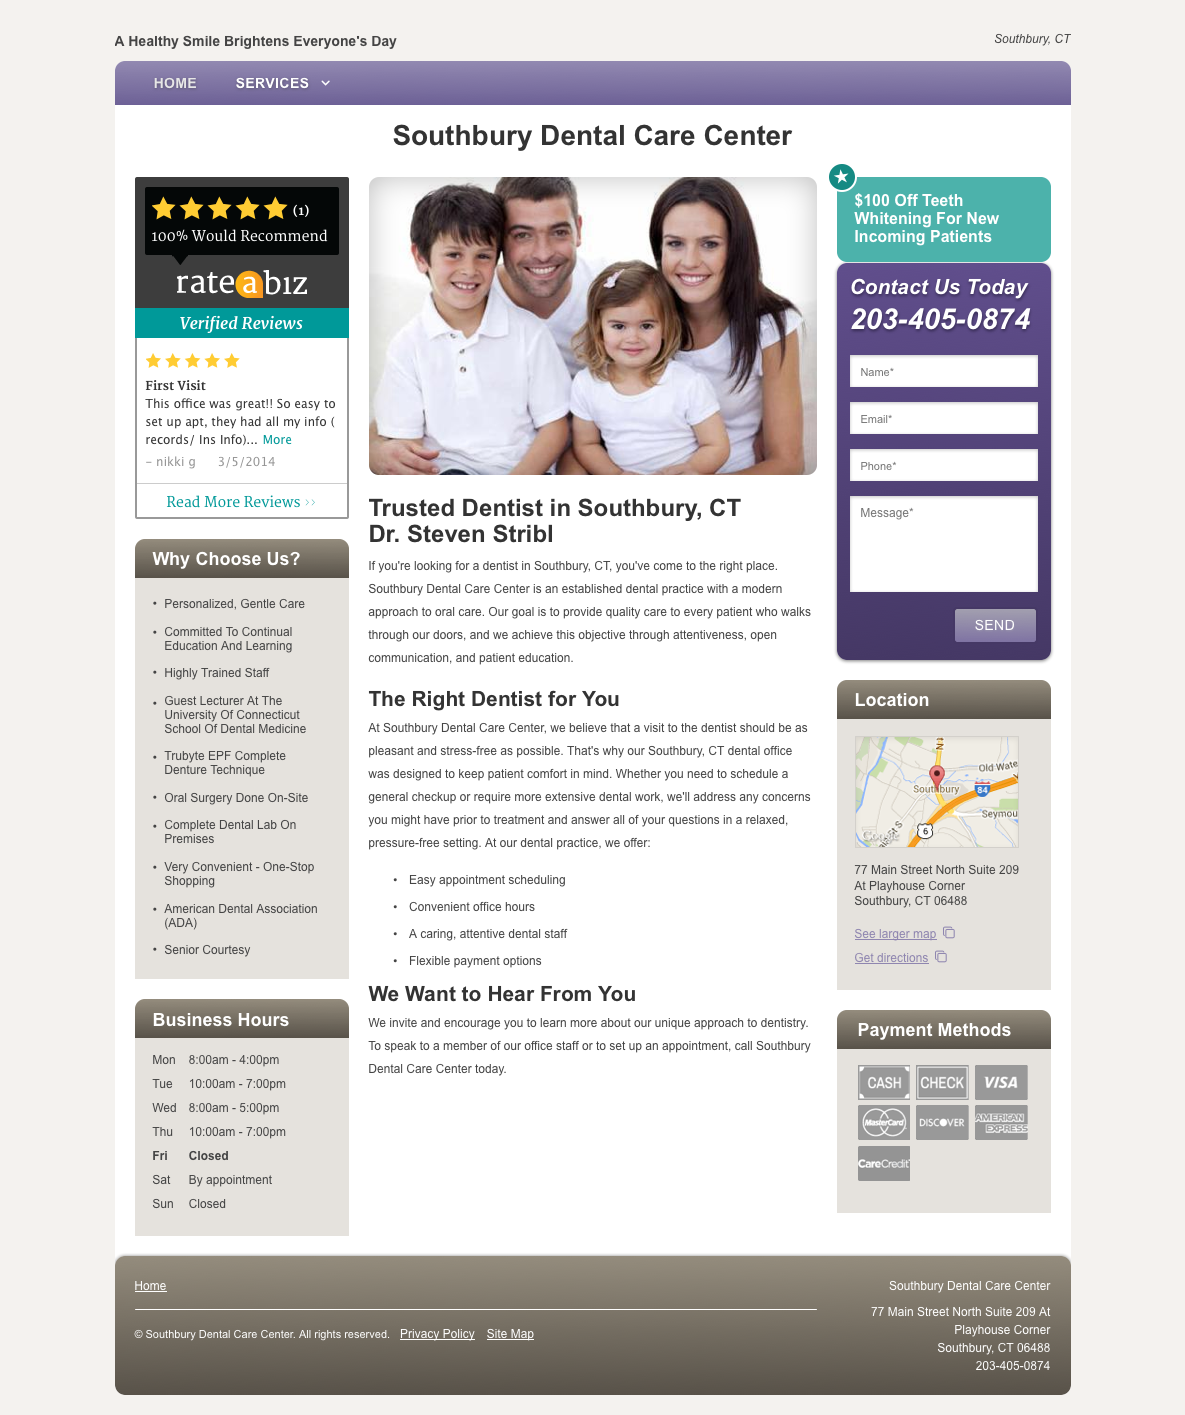 A Healthy Smile Brightens Everyone's Day
Southbury, CT
HOME
SERVICES
Southbury Dental Care Center
(1)
100% Would Recommend
rateabiz
Verified Reviews
First Visit
This office was great!! So easy to
set up apt, they had all my info (
records/ Ins Info)... More
– nikki g 3/5/2014
Read More Reviews ››
Why Choose Us?
• Personalized, Gentle Care
• Committed To Continual
Education And Learning
• Highly Trained Staff
• Guest Lecturer At The
University Of Connecticut
School Of Dental Medicine
• Trubyte EPF Complete
Denture Technique
• Oral Surgery Done On-Site
• Complete Dental Lab On
Premises
• Very Convenient - One-Stop
Shopping
• American Dental Association
(ADA)
• Senior Courtesy
Business Hours
Mon 8:00am - 4:00pm
Tue 10:00am - 7:00pm
Wed 8:00am - 5:00pm
Thu 10:00am - 7:00pm
Fri Closed
Sat By appointment
Sun Closed
Trusted Dentist in Southbury, CT
Dr. Steven Stribl
If you're looking for a dentist in Southbury, CT, you've come to the right place.
Southbury Dental Care Center is an established dental practice with a modern
approach to oral care. Our goal is to provide quality care to every patient who walks
through our doors, and we achieve this objective through attentiveness, open
communication, and patient education.
The Right Dentist for You
At Southbury Dental Care Center, we believe that a visit to the dentist should be as
pleasant and stress-free as possible. That's why our Southbury, CT dental office
was designed to keep patient comfort in mind. Whether you need to schedule a
general checkup or require more extensive dental work, we'll address any concerns
you might have prior to treatment and answer all of your questions in a relaxed,
pressure-free setting. At our dental practice, we offer:
• Easy appointment scheduling
• Convenient office hours
• A caring, attentive dental staff
• Flexible payment options
We Want to Hear From You
We invite and encourage you to learn more about our unique approach to dentistry.
To speak to a member of our office staff or to set up an appointment, call Southbury
Dental Care Center today.
$100 Off Teeth
Whitening For New
Incoming Patients
Contact Us Today
203-405-0874
Name*
Email*
Phone*
Message*
SEND
Location
Old Wate
Southbury
84
Seymou
6
Google
77 Main Street North Suite 209
At Playhouse Corner
Southbury, CT 06488
See larger map
Get directions
Payment Methods
CASH
CHECK
VISA
MasterCard
DISCOVER
AMERICAN
EXPRESS
CareCredit
Home
© Southbury Dental Care Center. All rights reserved. Privacy Policy Site Map
Southbury Dental Care Center
77 Main Street North Suite 209 At
Playhouse Corner
Southbury, CT 06488
203-405-0874